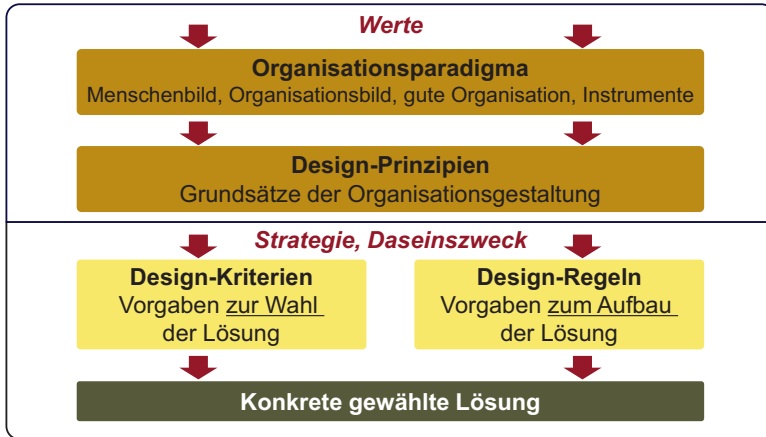 Werte
Organisationsparadigma
Menschenbild, Organisationsbild, gute Organisation, Instrumente
Design-Prinzipien
Grundsätze der Organisationsgestaltung
Strategie, Daseinszweck
Design-Kriterien
Vorgaben zur Wahl
der Lösung
Design-Regeln
Vorgaben zum Aufbau
der Lösung
Konkrete gewählte Lösung